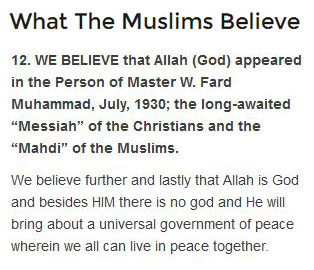 What The Muslims Believe
12. WE BELIEVE that Allah (God) appeared
in the Person of Master W. Fard
Muhammad, July, 1930; the long-awaited
“Messiah” of the Christians and the
“Mahdi” of the Muslims.
We believe further and lastly that Allah is God
and besides HIM there is no god and He will
bring about a universal government of peace
wherein we all can live in peace together.